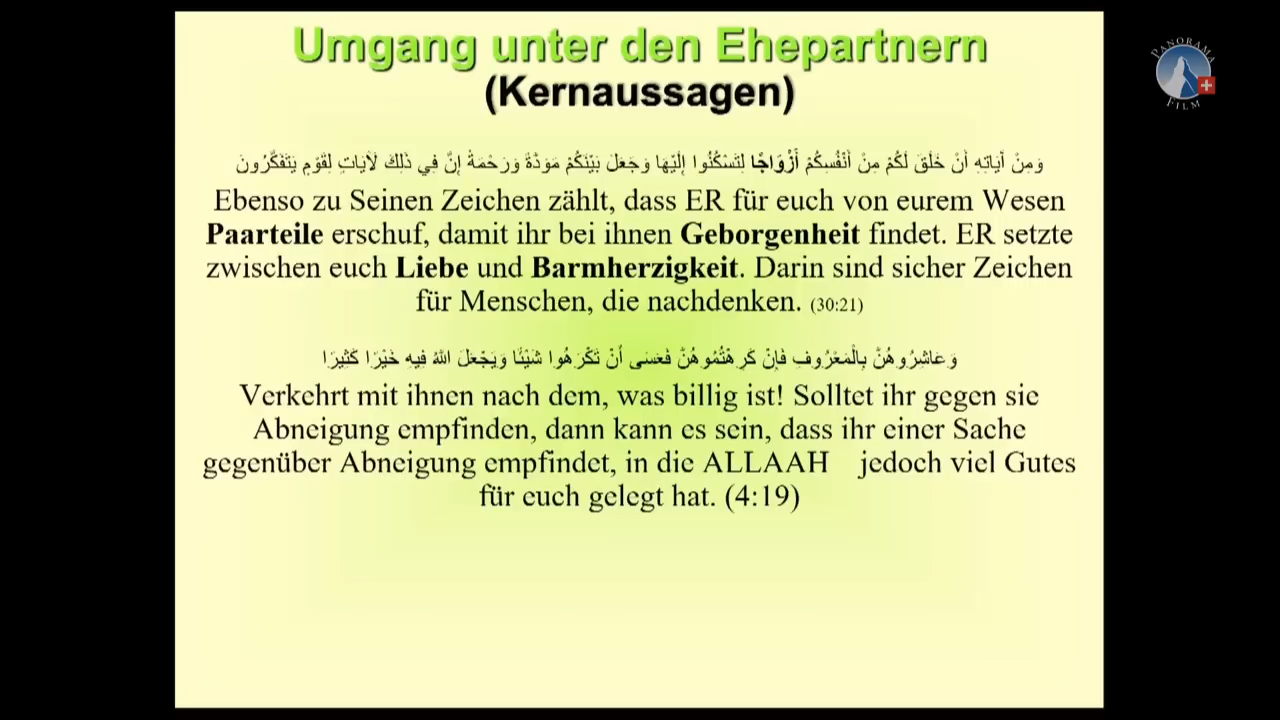 Umgang unter den Ehepartnern
(Kernaussagen)
وَمِنْ آيَاتِهِ أَنْ خَلَقَ لَكُمْ مِنْ أَنْفُسِكُمْ أَزْوَاجًا لِتَسْكُنُوا إِلَيْهَا وَجَعَلَ بَيْنَكُمْ مَوَدَّةً وَرَحْمَةً إِنَّ فِي ذَلِكَ لَآيَاتٍ لِقَوْمٍ يَتَفَكَّرُونَ
Ebenso zu Seinen Zeichen zählt, dass ER für euch von eurem Wesen
Paarteile erschuf, damit ihr bei ihnen Geborgenheit findet. ER setzte
zwischen euch Liebe und Barmherzigkeit. Darin sind sicher Zeichen
für Menschen, die nachdenken. (30:21)
وَعَاشِرُوهُنَّ بِالْمَعْرُوفِ فَإِنْ كَرِهْتُمُوهُنَّ فَعَسَى أَنْ تَكْرَهُوا شَيْئًا وَيَجْعَلَ اللهُ فِيهِ خَيْرًا كَثِيرًا
Verkehrt mit ihnen nach dem, was billig ist! Solltet ihr gegen sie
Abneigung empfinden, dann kann es sein, dass ihr einer Sache
gegenüber Abneigung empfindet, in die ALLAAH jedoch viel Gutes
für euch gelegt hat. (4:19)
PANORAMA
FILM